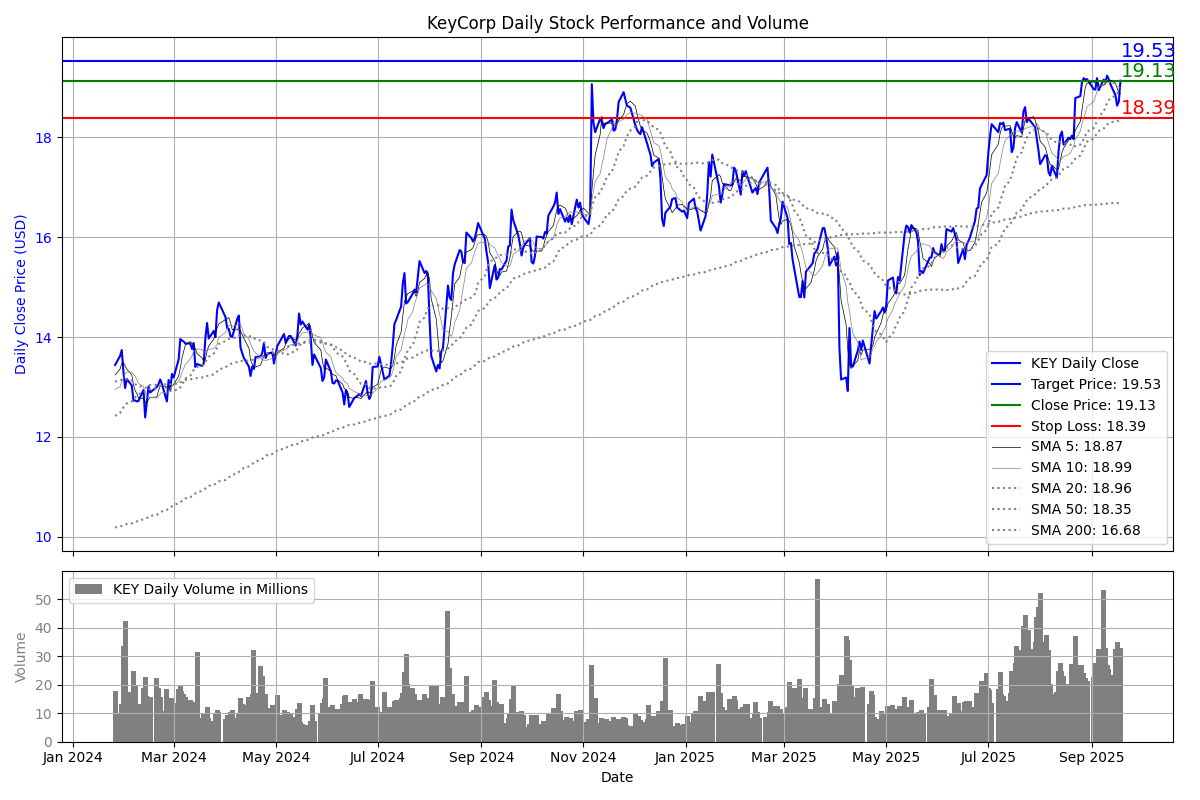 KeyCorp Daily Stock Performance and Volume
19.53
19.13
18.39
18
16
14
12
10
Daily Close Price (USD)
KEY Daily Close
Target Price: 19.53
Close Price: 19.13
Stop Loss: 18.39
SMA 5: 18.87
SMA 10: 18.99
SMA 20: 18.96
SMA 50: 18.35
SMA 200: 16.68
KEY Daily Volume in Millions
50
40
30
20
10
0
Volume
Jan 2024
Mar 2024
May 2024
Jul 2024
Sep 2024
Nov 2024
Jan 2025
Mar 2025
May 2025
Jul 2025
Sep 2025
Date